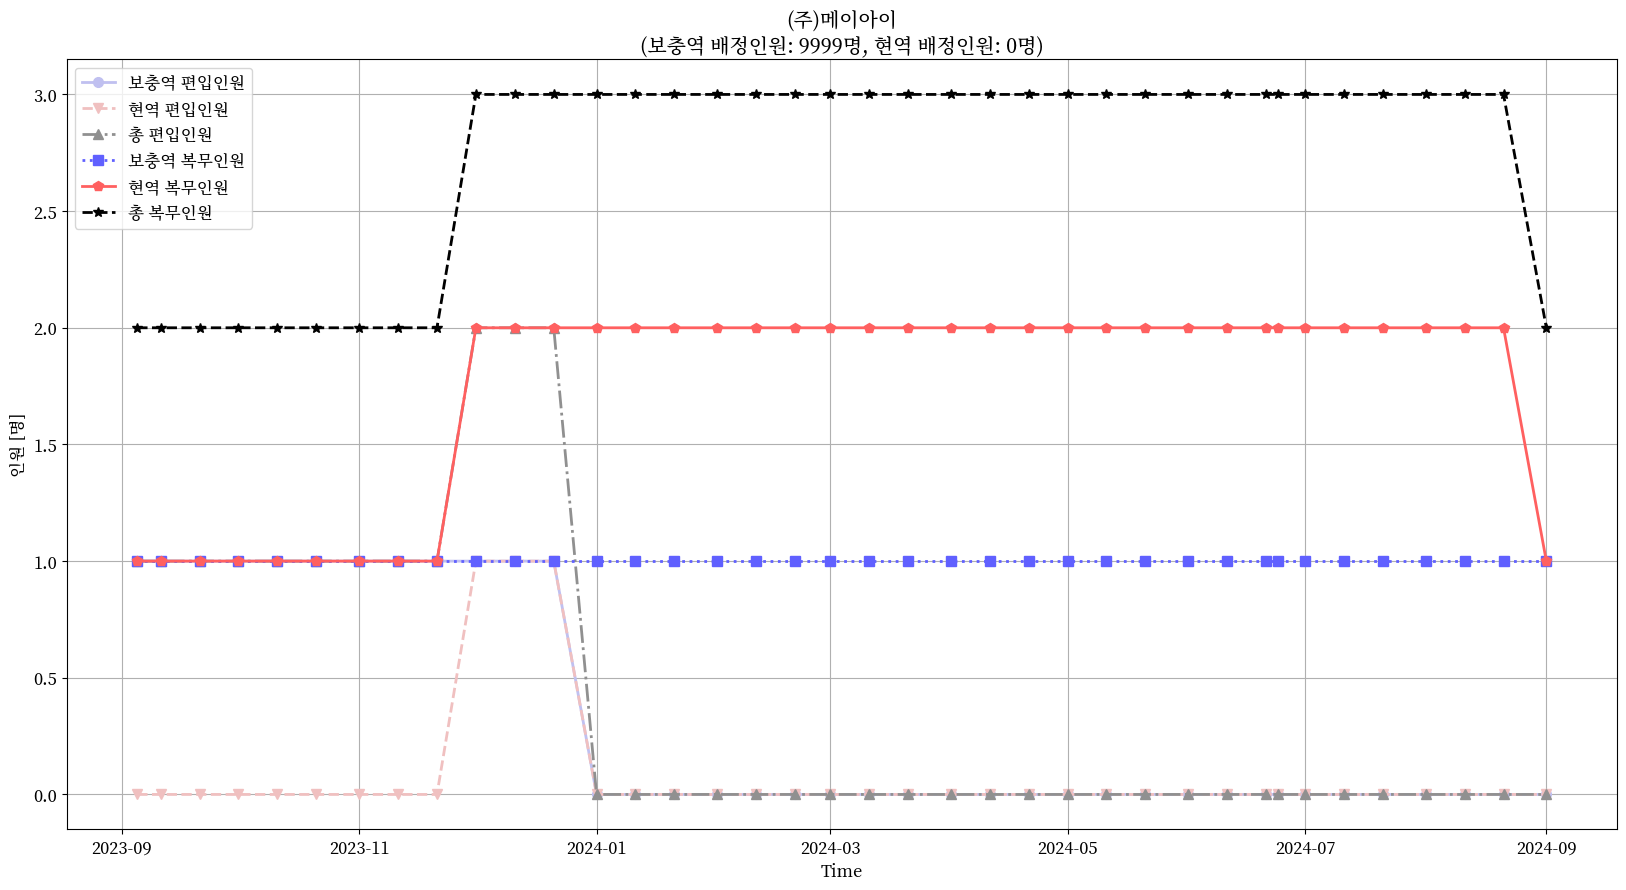 (주)메이아이
(보충역 배정인원: 9999명, 현역 배정인원: 0명)
보충역 편입인원
현역 편입인원
총 편입인원
보충역 복무인원
현역 복무인원
총 복무인원
3.0
2.5
2.0
1.5
1.0
0.5
0.0
인원 [명]
2023-09 2023-11 2024-01 2024-03 2024-05 2024-07 2024-09
Time